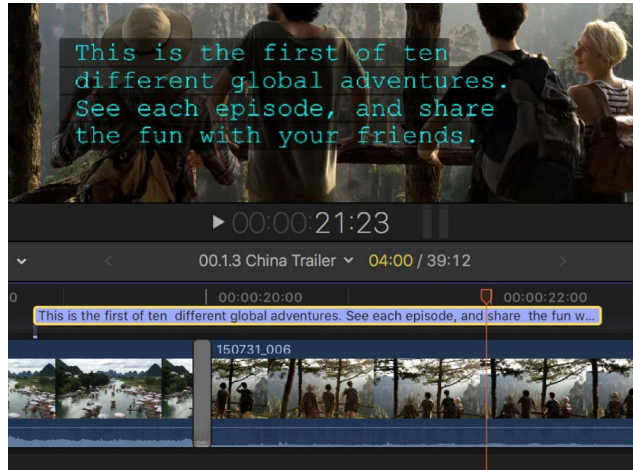 This is the first of ten
different global adventures.
See each episode, and share
the fun with your friends.
00:00:21:23
00.1.3 China Trailer 04:00 / 39:12
0 00:00:20:00 00:00:22:00
This is the first of ten different global adventures. See each episode, and share the fun w...
150731_006